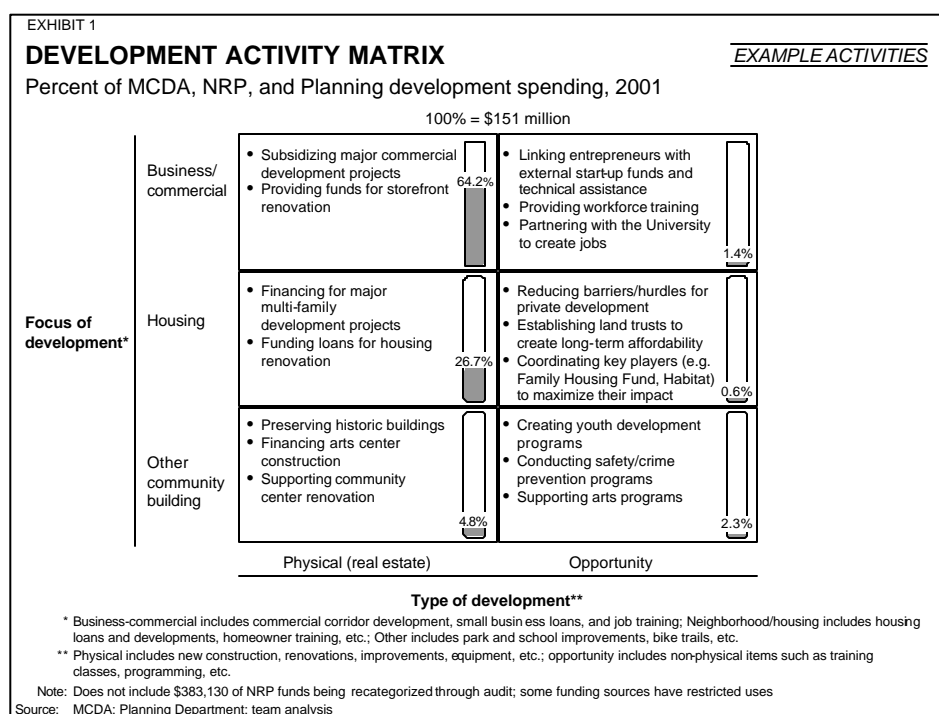 EXHIBIT 1
DEVELOPMENT ACTIVITY MATRIX
EXAMPLE ACTIVITIES
Percent of MCDA, NRP, and Planning development spending, 2001
100% = $151 million
Focus of
development*
Business/
commercial
• Subsidizing major commercial
development projects
• Providing funds for storefront
renovation
64.2%
• Linking entrepreneurs with
external start-up funds and
technical assistance
• Providing workforce training
• Partnering with the University
to create jobs
1.4%
Housing
• Financing for major
multi-family
development projects
• Funding loans for housing
renovation
26.7%
• Reducing barriers/hurdles for
private development
• Establishing land trusts to
create long-term affordability
• Coordinating key players (e.g.
Family Housing Fund, Habitat)
to maximize their impact
0.6%
Other
community
building
• Preserving historic buildings
• Financing arts center
construction
• Supporting community
center renovation
4.8%
• Creating youth development
programs
• Conducting safety/crime
prevention programs
• Supporting arts programs
2.3%
Physical (real estate)
Opportunity
Type of development**
* Business-commercial includes commercial corridor development, small business loans, and job training; Neighborhood/housing includes housing
loans and developments, homeowner training, etc.; Other includes park and school improvements, bike trails, etc.
** Physical includes new construction, renovations, improvements, equipment, etc.; opportunity includes non-physical items such as training
classes, programming, etc.
Note: Does not include $383,130 of NRP funds being recategorized through audit; some funding sources have restricted uses
Source: MCDA; Planning Department; team analysis